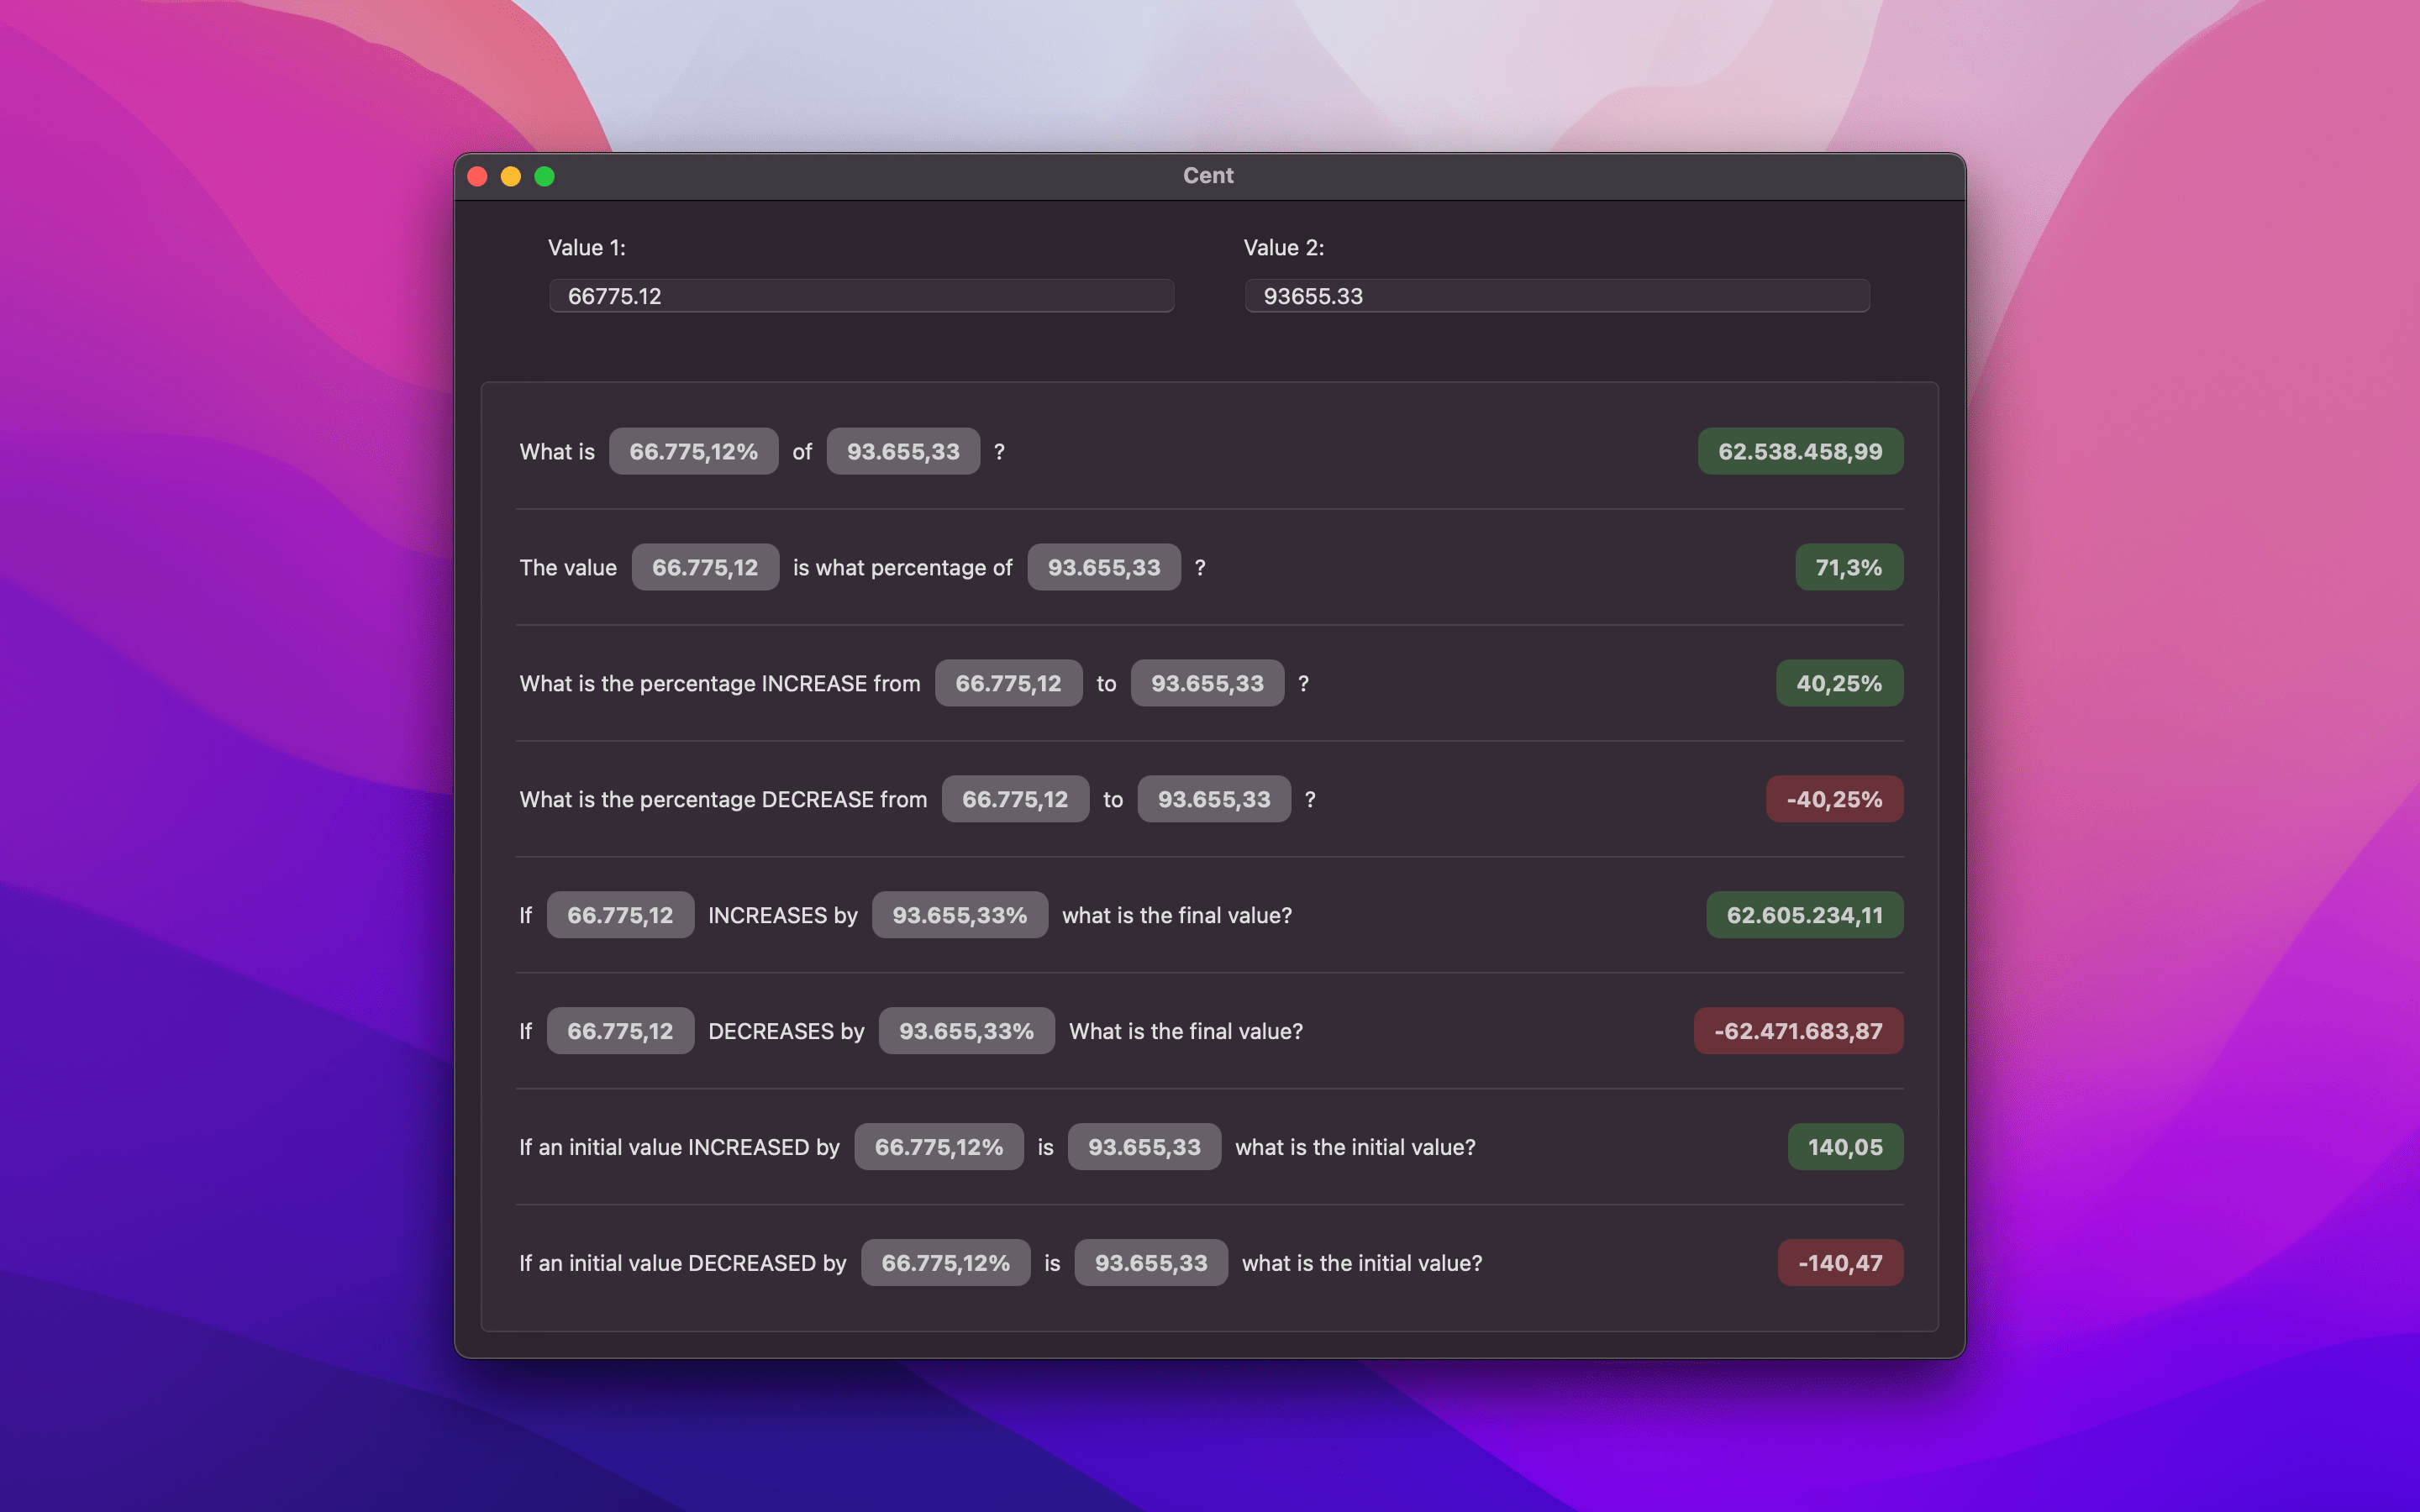 Cent
Value 1: Value 2:
66775.12 93655.33
What is 66.775,12% of 93.655,33 ? 62.538.458,99
The value 66.775,12 is what percentage of 93.655,33 ? 71,3%
What is the percentage INCREASE from 66.775,12 to 93.655,33 ? 40,25%
What is the percentage DECREASE from 66.775,12 to 93.655,33 ? -40,25%
If 66.775,12 INCREASES by 93.655,33% what is the final value? 62.605.234,11
If 66.775,12 DECREASES by 93.655,33% What is the final value? -62.471.683,87
If an initial value INCREASED by 66.775,12% is 93.655,33 what is the initial value? 140,05
If an initial value DECREASED by 66.775,12% is 93.655,33 what is the initial value? -140,47